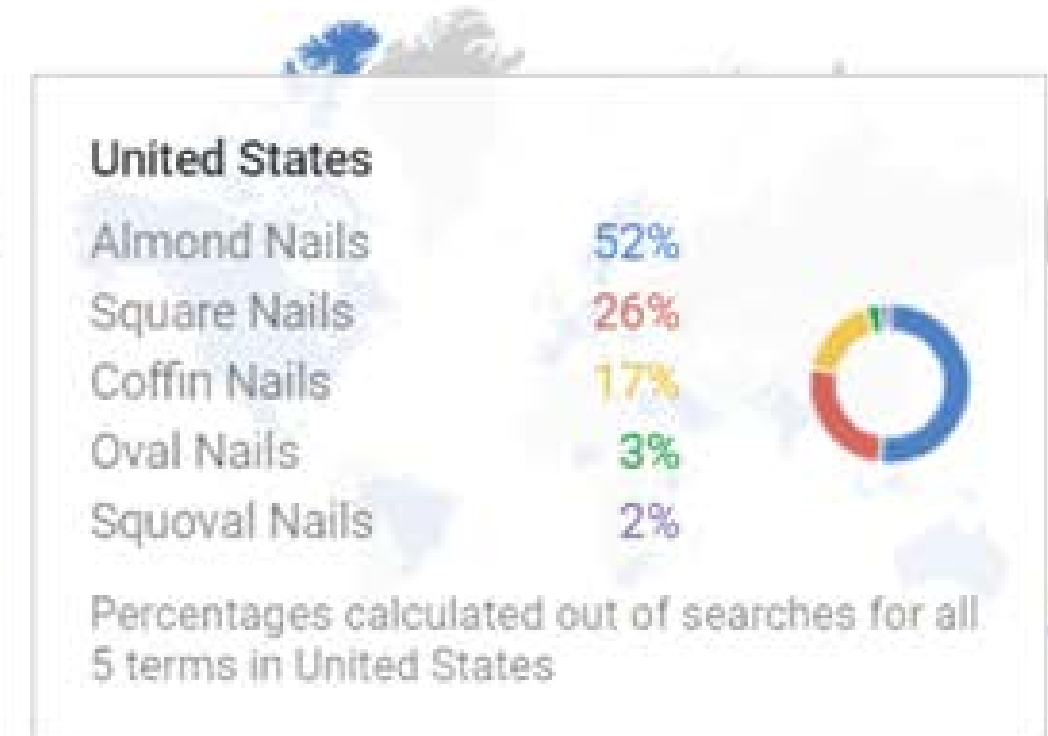 United States
Almond Nails 52%
Square Nails 26%
Coffin Nails 17%
Oval Nails 3%
Squoval Nails 2%
Percentages calculated out of searches for all
5 terms in United States